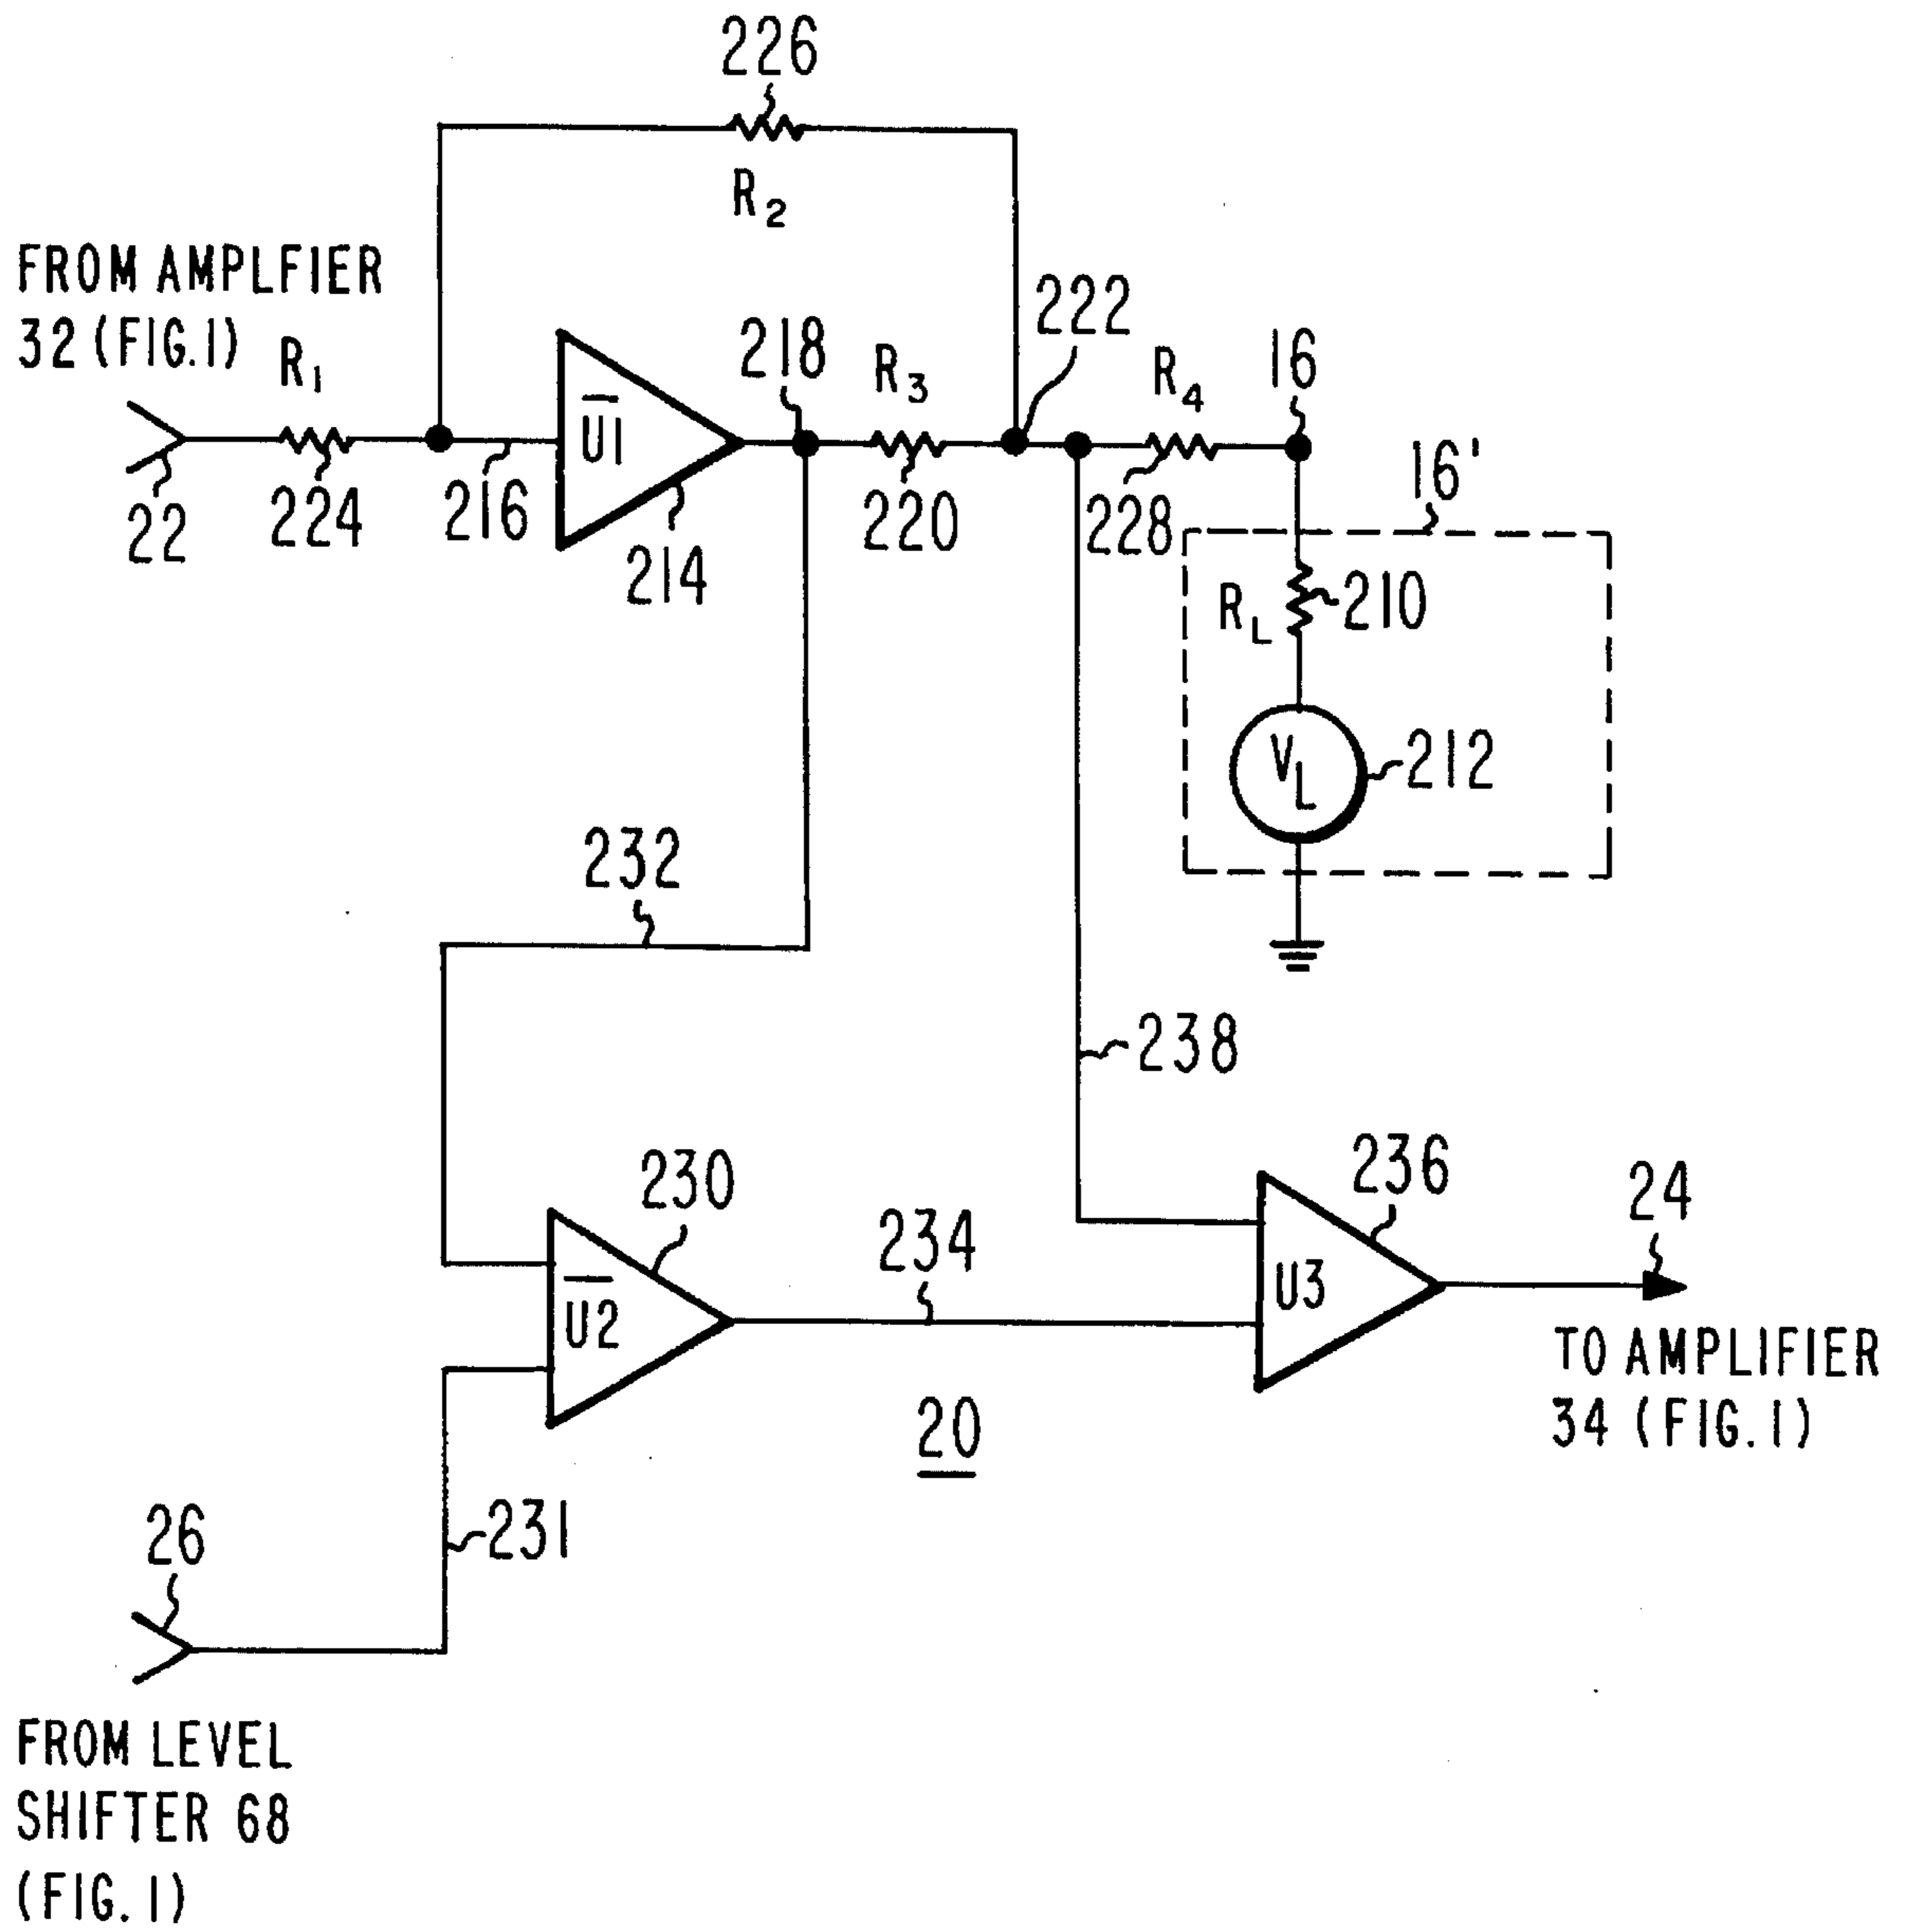 226
R2
FROM AMPLFIER
32 (FIG.1)
R1
218
R3
222
R4
16
U1
16'
22
224
216
214
220
228
RL
210
VL
212
232
238
230
234
236
24
U2
U3
TO AMPLIFIER
34 (FIG. 1)
20
26
231
FROM LEVEL
SHIFTER 68
(FIG. 1)